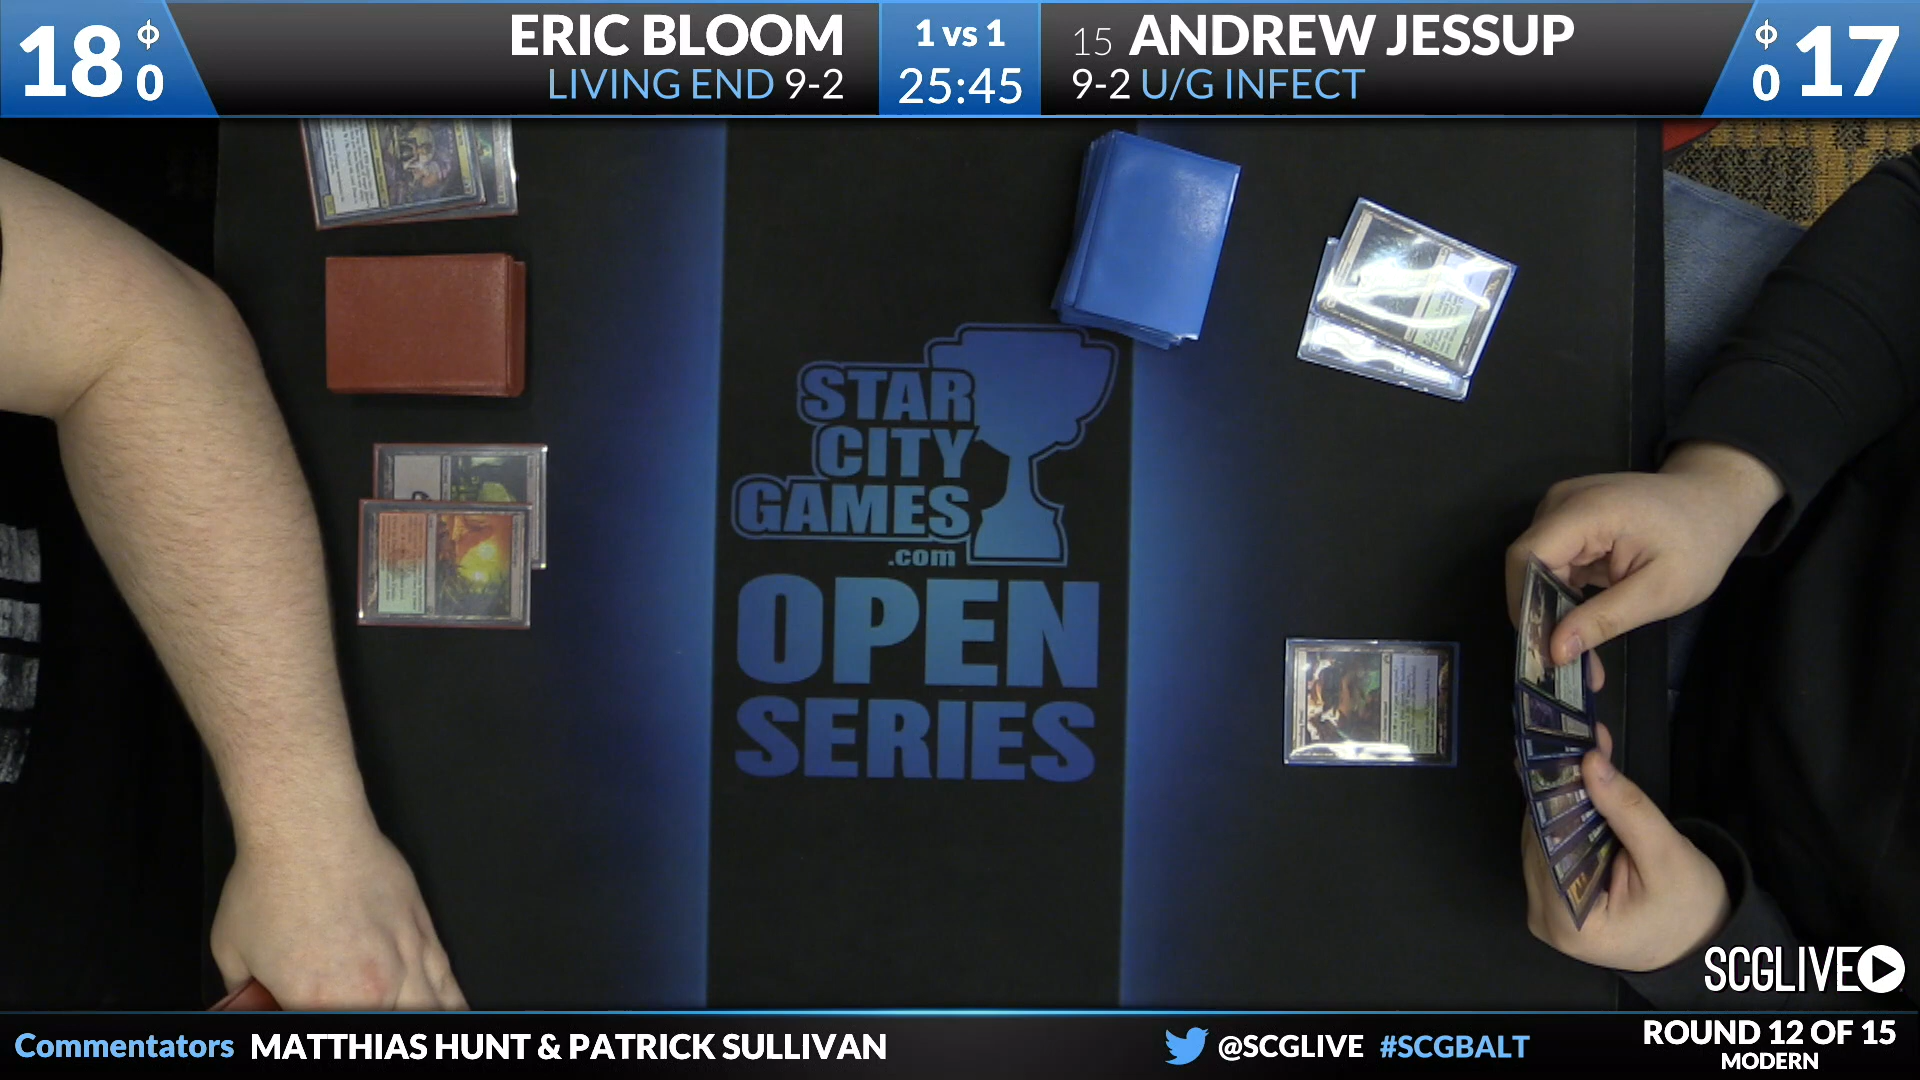 18 ϕ 0
ERIC BLOOM
LIVING END 9-2
1 vs 1
25:45
15 ANDREW JESSUP
9-2 U/G INFECT
ϕ 0 17
STAR
CITY
GAMES
.com
OPEN
SERIES
SCGLIVE
Commentators MATTHIAS HUNT & PATRICK SULLIVAN
@SCGLIVE #SCGBALT
ROUND 12 OF 15
MODERN